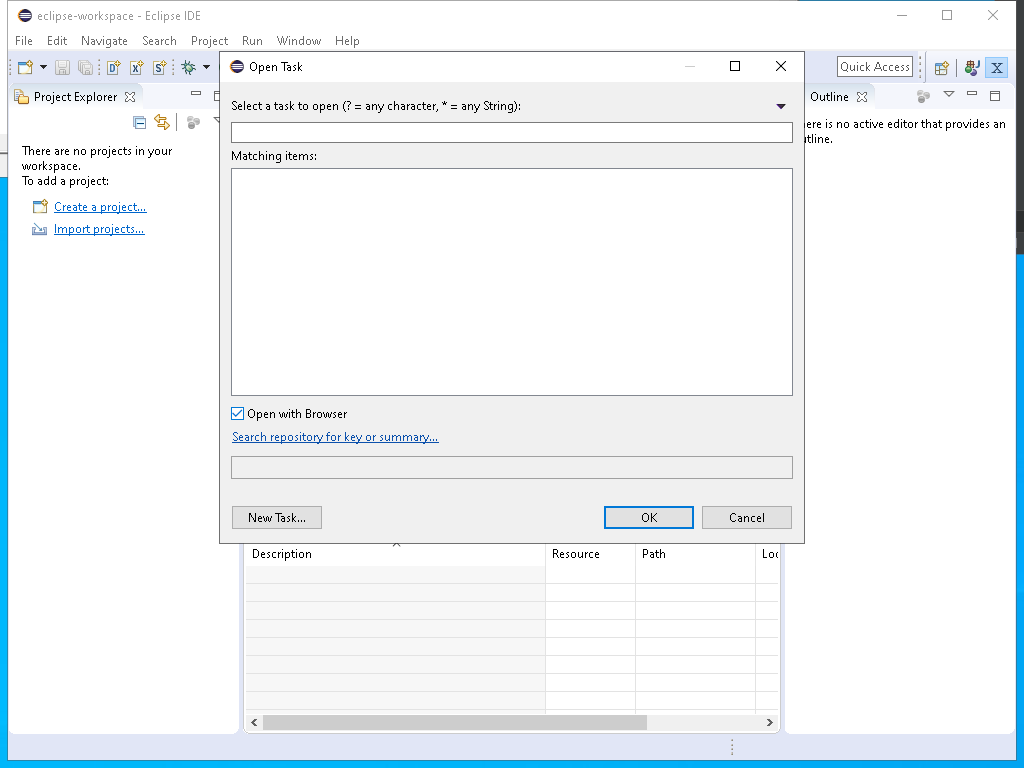 eclipse-workspace - Eclipse IDE
File Edit Navigate Search Project Run Window Help
Quick Access
Project Explorer
There are no projects in your
workspace.
To add a project:
Create a project...
Import projects...
Open Task
Select a task to open (? = any character, * = any String):
Matching items:
Open with Browser
Search repository for key or summary...
New Task...
OK
Cancel
Outline
ere is no active editor that provides an
tline.
Description Resource Path Loc